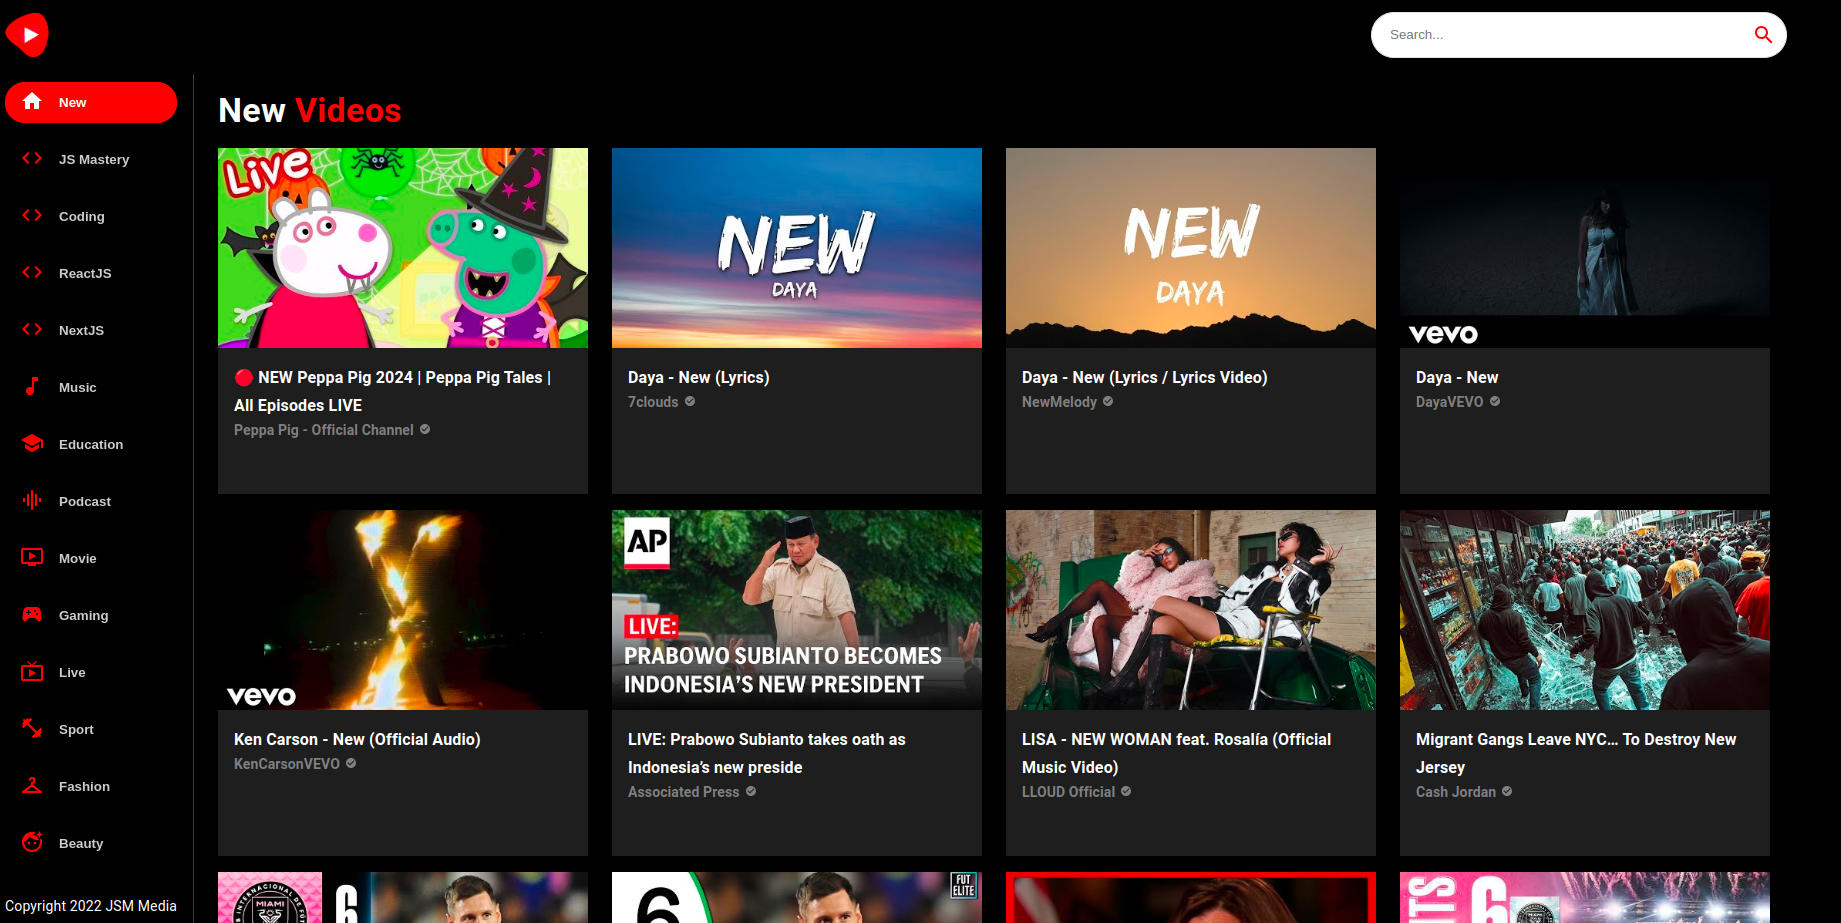 Search...
New
JS Mastery
Coding
ReactJS
NextJS
Music
Education
Podcast
Movie
Gaming
Live
Sport
Fashion
Beauty
Copyright 2022 JSM Media
New Videos
Live
🔴 NEW Peppa Pig 2024 | Peppa Pig Tales |
All Episodes LIVE
Peppa Pig - Official Channel
NEW
DAYA
Daya - New (Lyrics)
7clouds
NEW
DAYA
Daya - New (Lyrics / Lyrics Video)
NewMelody
vevo
Daya - New
DayaVEVO
vevo
Ken Carson - New (Official Audio)
KenCarsonVEVO
AP
LIVE:
PRABOWO SUBIANTO BECOMES
INDONESIA'S NEW PRESIDENT
LIVE: Prabowo Subianto takes oath as
Indonesia’s new preside
Associated Press
LISA - NEW WOMAN feat. Rosalía (Official
Music Video)
LLOUD Official
Migrant Gangs Leave NYC… To Destroy New
Jersey
Cash Jordan
MIAMI
6
6
FUT
ELITE
6